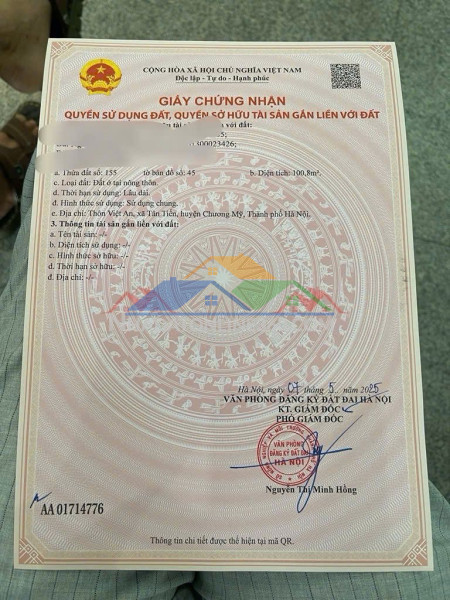 CỘNG HÒA XÃ HỘI CHỦ NGHĨA VIỆT NAM
Độc lập - Tự do - Hạnh phúc
GIẤY CHỨNG NHẬN
QUYỀN SỬ DỤNG ĐẤT, QUYỀN SỞ HỮU TÀI SẢN GẮN LIỀN VỚI ĐẤT
với đất:
5;
300023426;
a. Thửa đất số: 155 tờ bản đồ số: 45 b. Diện tích: 100,8m².
c. Loại đất: Đất ở tại nông thôn.
d. Thời hạn sử dụng: Lâu dài.
đ. Hình thức sử dụng: Sử dụng chung.
e. Địa chỉ: Thôn Việt An, xã Tân Tiến, huyện Chương Mỹ, Thành phố Hà Nội.
3. Thông tin tài sản gắn liền với đất:
a. Tên tài sản: -/-
b. Diện tích sử dụng: -/-
c. Hình thức sở hữu: -/-
d. Thời hạn sở hữu: -/-
đ. Địa chỉ: -/-
Hà Nội, ngày 07 tháng 5 năm 2025
VĂN PHÒNG ĐĂNG KÝ ĐẤT ĐAI HÀ NỘI
KT. GIÁM ĐỐC
PHÓ GIÁM ĐỐC
VĂN PHÒNG
ĐĂNG KÝ ĐẤT ĐAI
HÀ NỘI
Nguyễn Thị Minh Hồng
AA 01714776
Thông tin chi tiết được thể hiện tại mã QR.